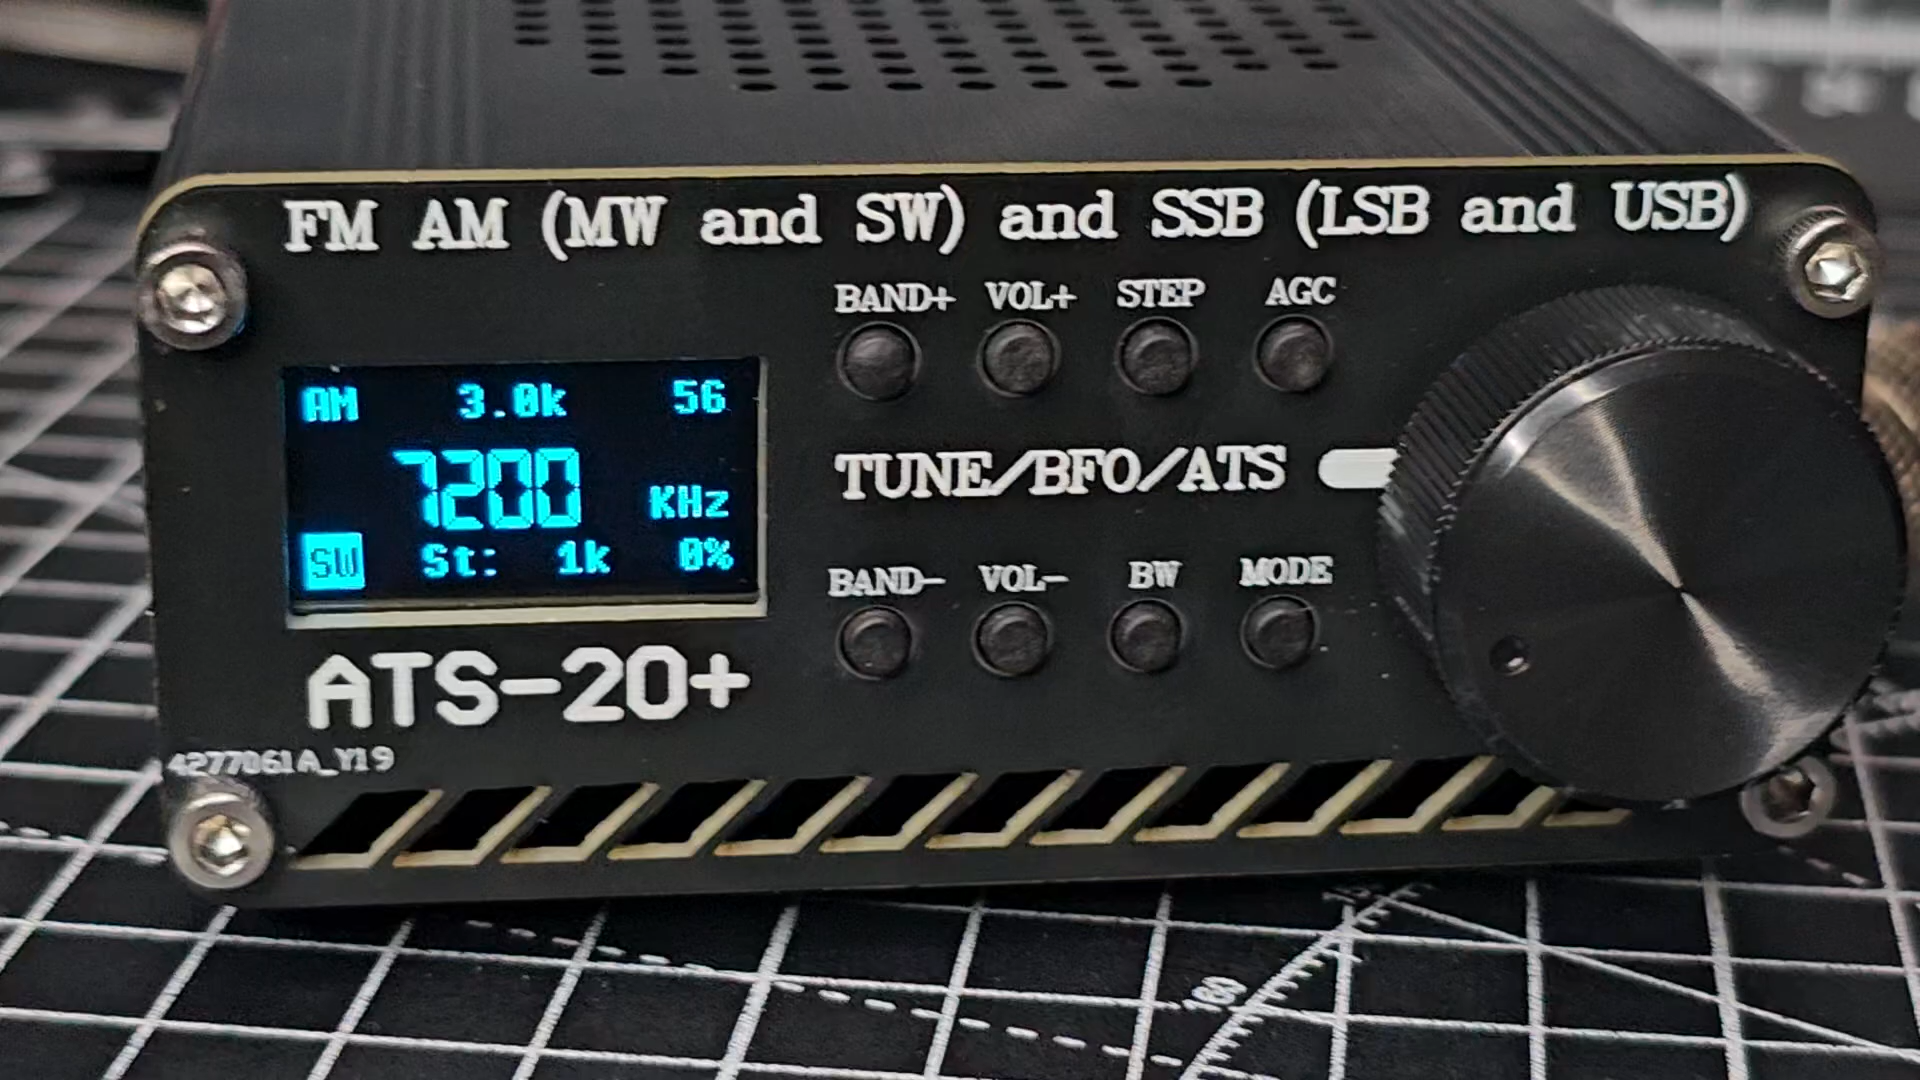 FM AM (MW and SW) and SSB (LSB and USB)
BAND+ VOL+ STEP AGC
AM 3.0k 56
7200 KHz
SW St: 1k 0%
TUNE/BFO/ATS
BAND- VOL- BW MODE
ATS-20+
4277061A_Y19
60